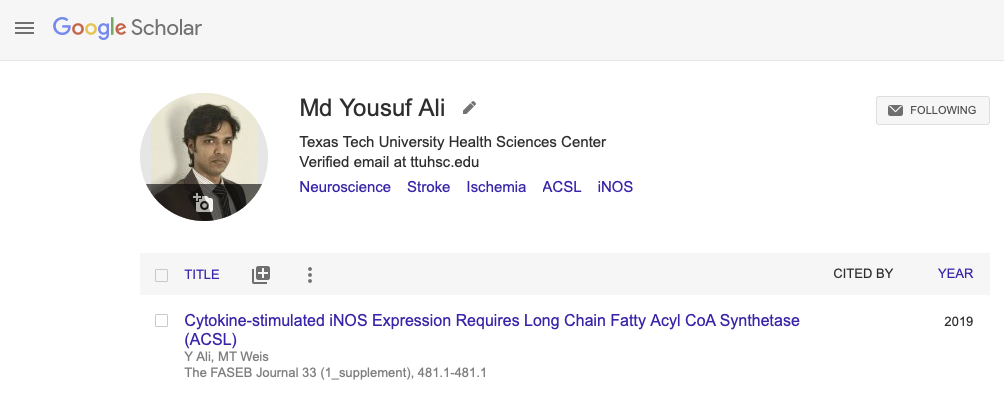 Google Scholar
Md Yousuf Ali
FOLLOWING
Texas Tech University Health Sciences Center
Verified email at ttuhsc.edu
Neuroscience Stroke Ischemia ACSL iNOS
TITLE CITED BY YEAR
Cytokine-stimulated iNOS Expression Requires Long Chain Fatty Acyl CoA Synthetase 2019
(ACSL)
Y Ali, MT Weis
The FASEB Journal 33 (1_supplement), 481.1-481.1